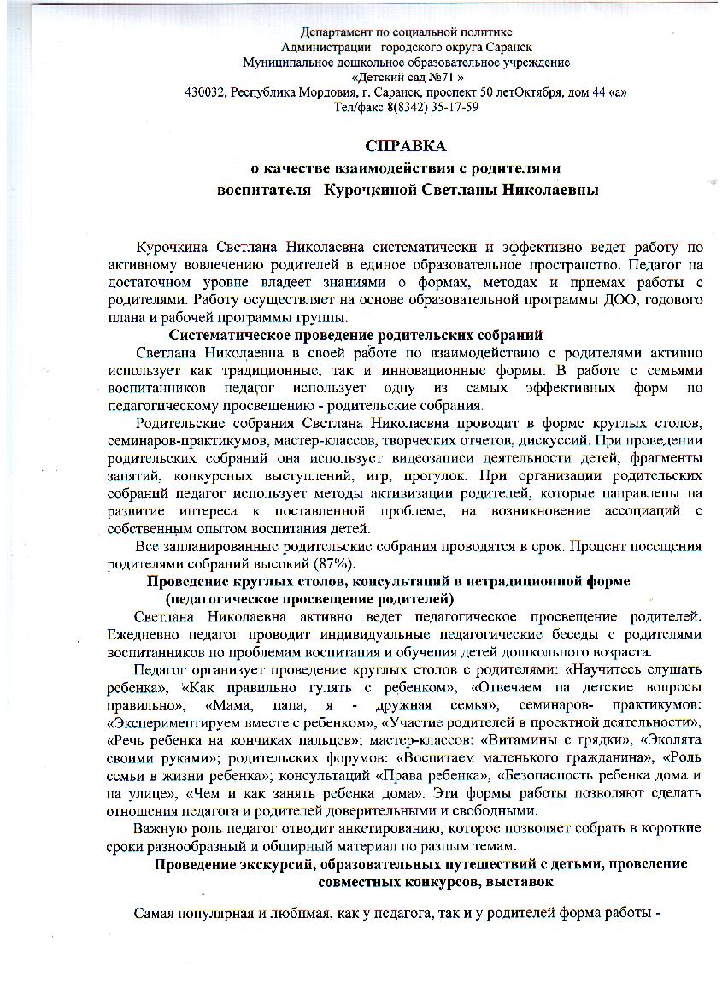 Департамент по социальной политике
Администрации городского округа Саранск
Муниципальное дошкольное образовательное учреждение
«Детский сад №71 »
430032, Республика Мордовия, г. Саранск, проспект 50 летОктября, дом 44 «а»
Тел/факс 8(8342) 35-17-59
СПРАВКА
о качестве взаимодействия с родителями
воспитателя Курочкиной Светланы Николаевны
Курочкина Светлана Николаевна систематически и эффективно ведет работу по
активному вовлечению родителей в единое образовательное пространство. Педагог на
достаточном уровне владеет знаниями о формах, методах и приемах работы с
родителями. Работу осуществляет на основе образовательной программы ДОО, годового
плана и рабочей программы группы.
Систематическое проведение родительских собраний
Светлана Николаевна в своей работе по взаимодействию с родителями активно
использует как традиционные, так и инновационные формы. В работе с семьями
воспитанников педагог использует одну из самых эффективных форм по
педагогическому просвещению - родительские собрания.
Родительские собрания Светлана Николаевна проводит в форме круглых столов,
семинаров-практикумов, мастер-классов, творческих отчетов, дискуссий. При проведении
родительских собраний она использует видеозаписи деятельности детей, фрагменты
занятий, конкурсных выступлений, игр, прогулок. При организации родительских
собраний педагог использует методы активизации родителей, которые направлены на
развитие интереса к поставленной проблеме, на возникновение ассоциаций с
собственным опытом воспитания детей.
Все запланированные родительские собрания проводятся в срок. Процент посещения
родителями собраний высокий (87%).
Проведение круглых столов, консультаций в нетрадиционной форме
(педагогическое просвещение родителей)
Светлана Николаевна активно ведет педагогическое просвещение родителей.
Ежедневно педагог проводит индивидуальные педагогические беседы с родителями
воспитанников по проблемам воспитания и обучения детей дошкольного возраста.
Педагог организует проведение круглых столов с родителями: «Научитесь слушать
ребенка», «Как правильно гулять с ребенком», «Отвечаем на детские вопросы
правильно», «Мама, папа, я - дружная семья», семинаров- практикумов:
«Экспериментируем вместе с ребенком», «Участие родителей в проектной деятельности»,
«Речь ребенка на кончиках пальцев»; мастер-классов: «Витамины с грядки», «Эколята
своими руками»; родительских форумов: «Воспитаем маленького гражданина», «Роль
семьи в жизни ребенка»; консультаций «Права ребенка», «Безопасность ребенка дома и
на улице», «Чем и как занять ребенка дома». Эти формы работы позволяют сделать
отношения педагога и родителей доверительными и свободными.
Важную роль педагог отводит анкетированию, которое позволяет собрать в короткие
сроки разнообразный и обширный материал по разным темам.
Проведение экскурсий, образовательных путешествий с детьми, проведение
совместных конкурсов, выставок
Самая популярная и любимая, как у педагога, так и у родителей форма работы -